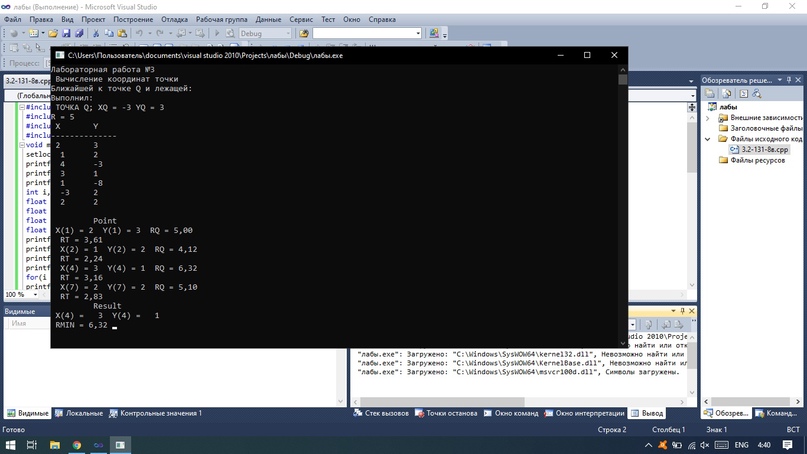 лабы (Выполнение) - Microsoft Visual Studio
Файл Правка Вид Проект Построение Отладка Рабочая группа Данные Сервис Тест Окно Справка
Debug
Процесс:
C:\Users\Пользователь\documents\visual studio 2010\Projects\лабы\Debug\лабы.exe
Лабораторная работа №3
Вычисление координат точки
Ближайшей к точке Q и лежащей:
Выполнил:
ТОЧКА Q; XQ = -3 YQ = 3
R = 5
X Y
--------------
2 3
1 2
4 -3
3 1
1 -8
-3 2
2 2
Point
X(1) = 2 Y(1) = 3 RQ = 5,00
RT = 3,61
X(2) = 1 Y(2) = 2 RQ = 4,12
RT = 2,24
X(4) = 3 Y(4) = 1 RQ = 6,32
RT = 3,16
X(7) = 2 Y(7) = 2 RQ = 5,10
RT = 2,83
Result
X(4) = 3 Y(4) = 1
RMIN = 6,32
3.2-131-8в.cpp
(Глобальн
#inclu
#inclu
#inclu
#inclu
void m
setloc
printf
printf
printf
int i,
float
float
float
float
printf
printf
for(i
printf
100 %
Обозреватель реше...
лабы
Внешние зависимости
Заголовочные файлы
Файлы исходного код
3.2-131-8в.cpp
Файлы ресурсов
Видимые
Имя
"лабы.exe": Загружено: "C:\Windows\SysWOW64\kernel32.dll", Невозможно найти или
"лабы.exe": Загружено: "C:\Windows\SysWOW64\KernelBase.dll", Невозможно найти или
"лабы.exe": Загружено: "C:\Windows\SysWOW64\msvcr100d.dll", Символы загружены.
Видимые Локальные Контрольные значения 1
Стек вызовов Точки останова Окно команд Окно интерпретации Вывод
Обозрев... Команд...
Готово Строка 2 Столбец 1 Знак 1 ВСТ
ENG 4:40